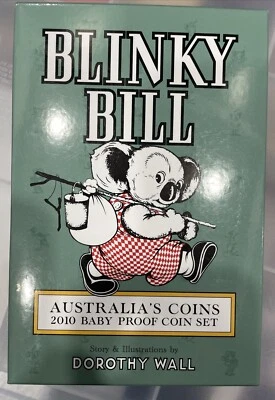 BLINKY
BILL
AUSTRALIA'S COINS
2010 BABY PROOF COIN SET
Story & Illustrations by
DOROTHY WALL